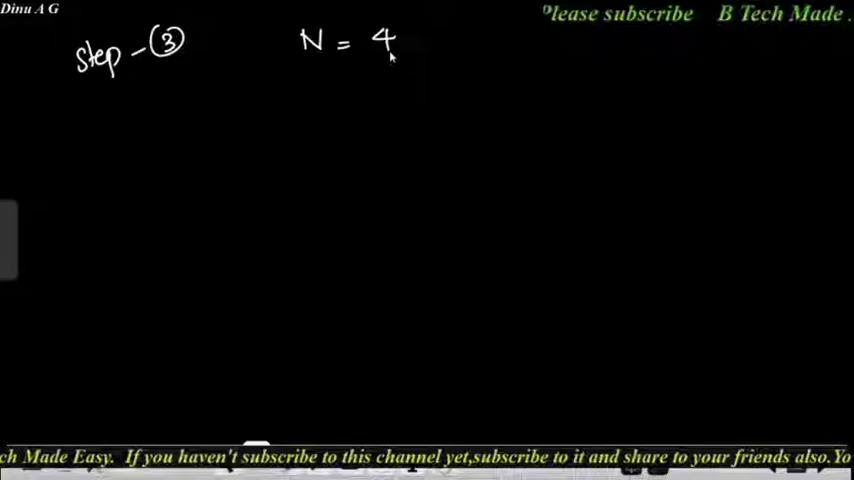 Dinu A G
Please subscribe B Tech Made .
step - ③ N = 4
ch Made Easy. If you haven't subscribe to this channel yet,subscribe to it and share to your friends also.Yo